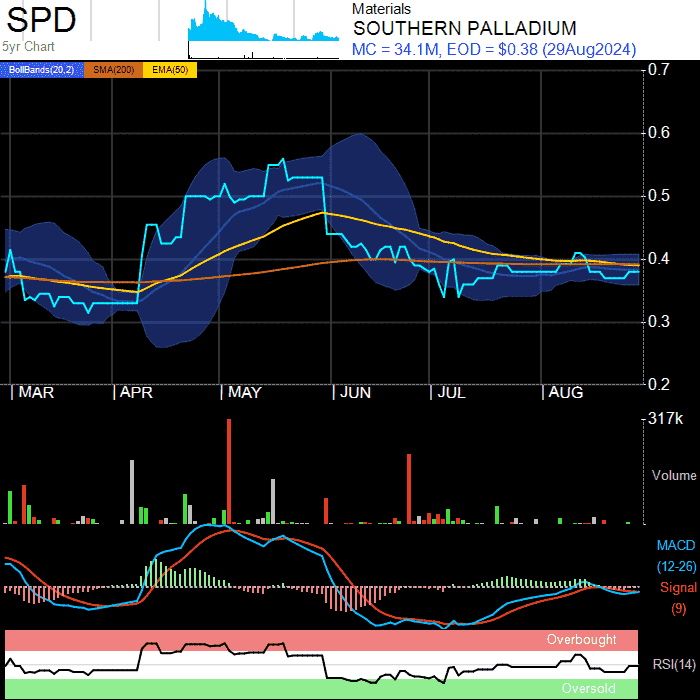 SPD
5yr Chart
Materials
SOUTHERN PALLADIUM
MC = 34.1M, EOD = $0.38 (29Aug2024)
BollBands(20,2) SMA(200) EMA(50)
0.7
0.6
0.5
0.4
0.3
0.2
MAR APR MAY JUN JUL AUG
317k
Volume
MACD
(12-26)
Signal
(9)
Overbought
RSI(14)
Oversold